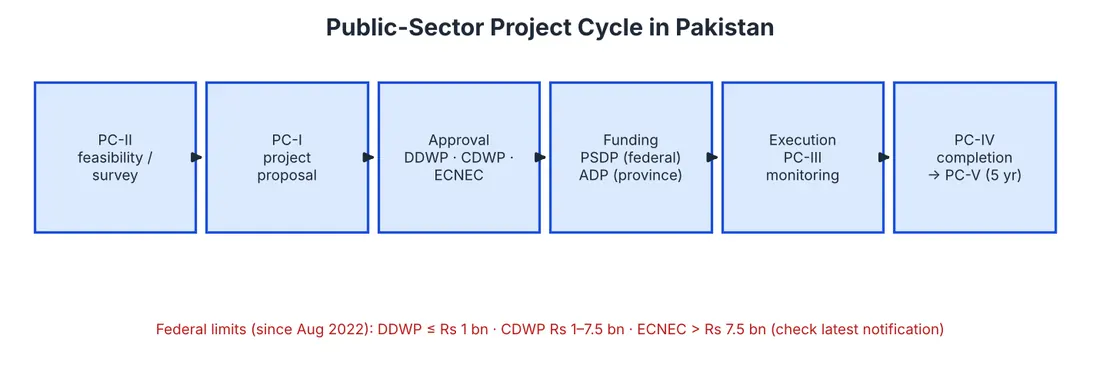 Public-Sector Project Cycle in Pakistan
PC-II
feasibility /
survey
PC-I
project
proposal
Approval
DDWP · CDWP ·
ECNEC
Funding
PSDP (federal)
ADP (province)
Execution
PC-III
monitoring
PC-IV
completion
→ PC-V (5 yr)
Federal limits (since Aug 2022): DDWP ≤ Rs 1 bn · CDWP Rs 1–7.5 bn · ECNEC > Rs 7.5 bn (check latest notification)